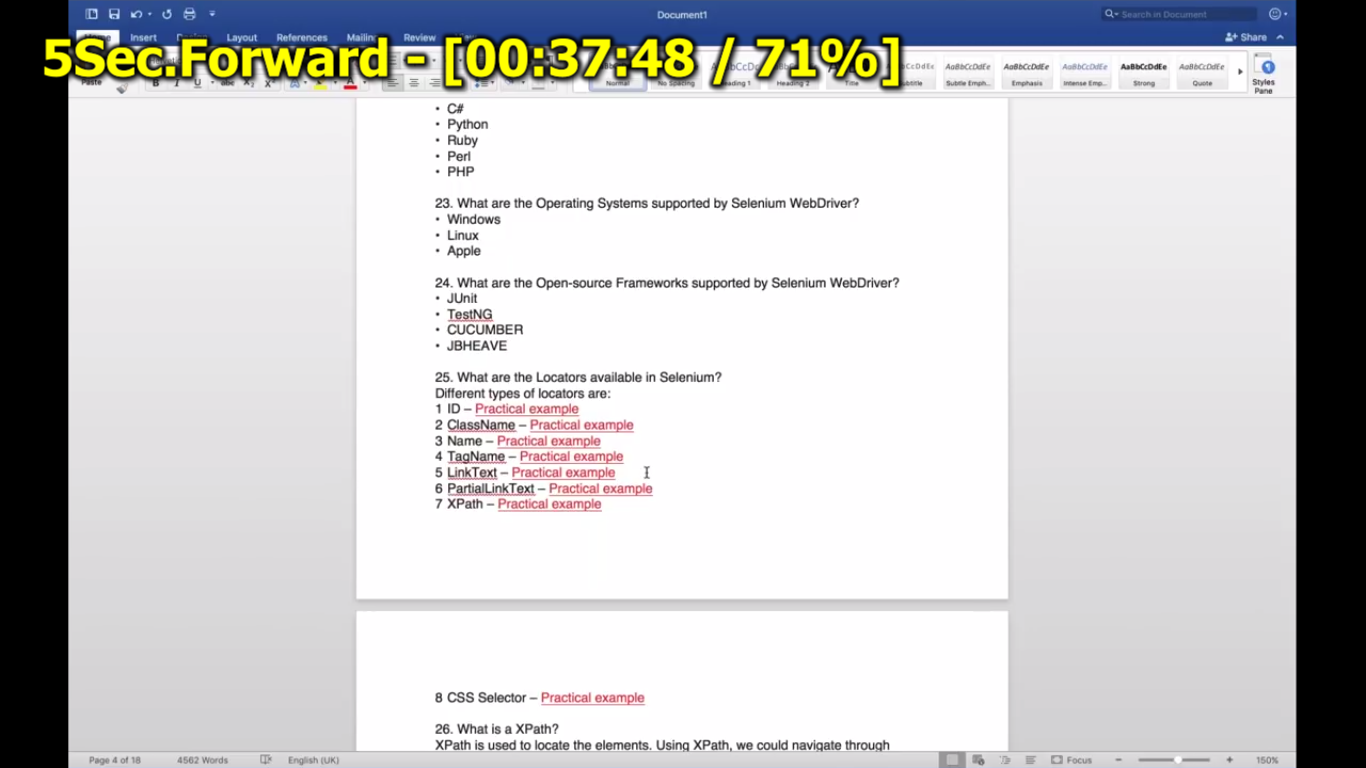 Document1
Search in Document
Home Insert Design Layout References Mailin Review
Share
5Sec.Forward - [00:37:48 / 71%]
Paste
Normal No Spacing Heading 1 Heading 2 Title Subtitle Subtle Emph... Emphasis Intense Emp... Strong Quote Styles Pane
• C#
• Python
• Ruby
• Perl
• PHP
23. What are the Operating Systems supported by Selenium WebDriver?
• Windows
• Linux
• Apple
24. What are the Open-source Frameworks supported by Selenium WebDriver?
• JUnit
• TestNG
• CUCUMBER
• JBHEAVE
25. What are the Locators available in Selenium?
Different types of locators are:
1 ID – Practical example
2 ClassName – Practical example
3 Name – Practical example
4 TagName – Practical example
5 LinkText – Practical example
6 PartialLinkText – Practical example
7 XPath – Practical example
8 CSS Selector – Practical example
26. What is a XPath?
XPath is used to locate the elements. Using XPath, we could navigate through
Page 4 of 18 4562 Words English (UK) Focus 150%